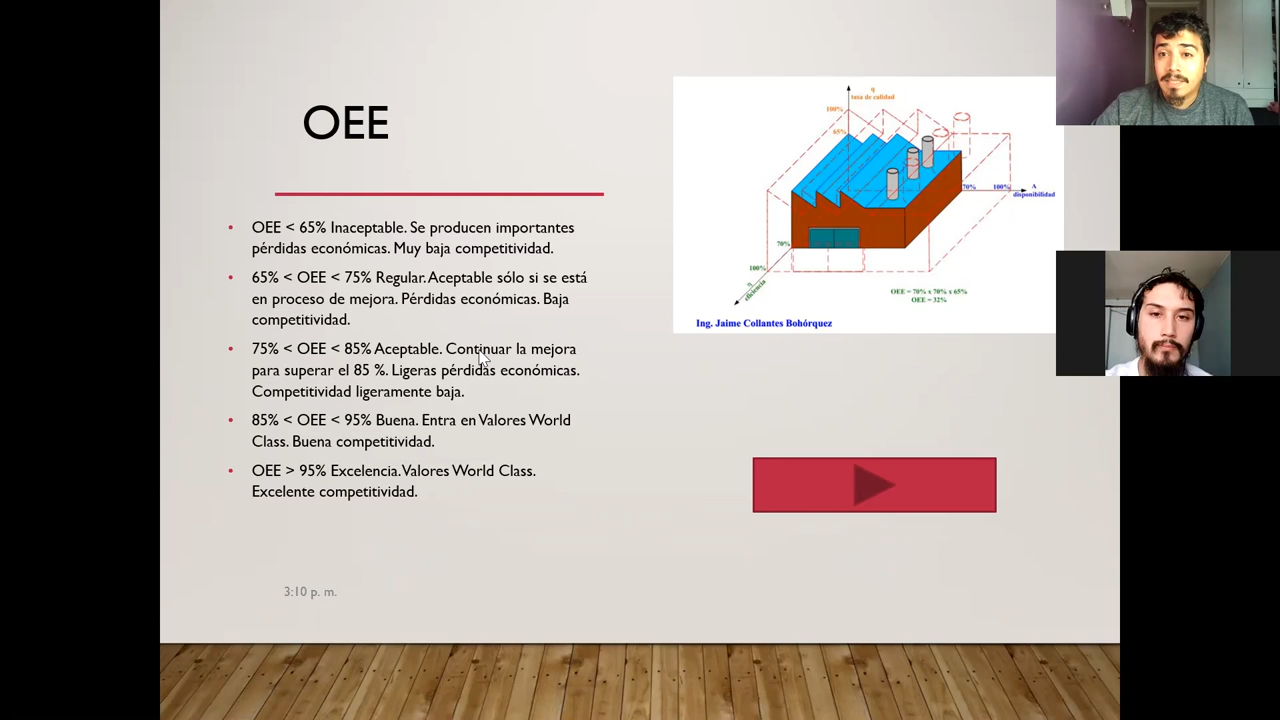 OEE
OEE < 65% Inaceptable. Se producen importantes
pérdidas económicas. Muy baja competitividad.
65% < OEE < 75% Regular. Aceptable sólo si se está
en proceso de mejora. Pérdidas económicas. Baja
competitividad.
75% < OEE < 85% Aceptable. Continuar la mejora
para superar el 85 %. Ligeras pérdidas económicas.
Competitividad ligeramente baja.
85% < OEE < 95% Buena. Entra en Valores World
Class. Buena competitividad.
OEE > 95% Excelencia. Valores World Class.
Excelente competitividad.
3:10 p. m.
q
tasa de calidad
100%
65%
70% 100% A
disponibilidad
70%
100%
η
eficiencia
OEE = 70% x 70% x 65%
OEE = 32%
Ing. Jaime Collantes Bohórquez